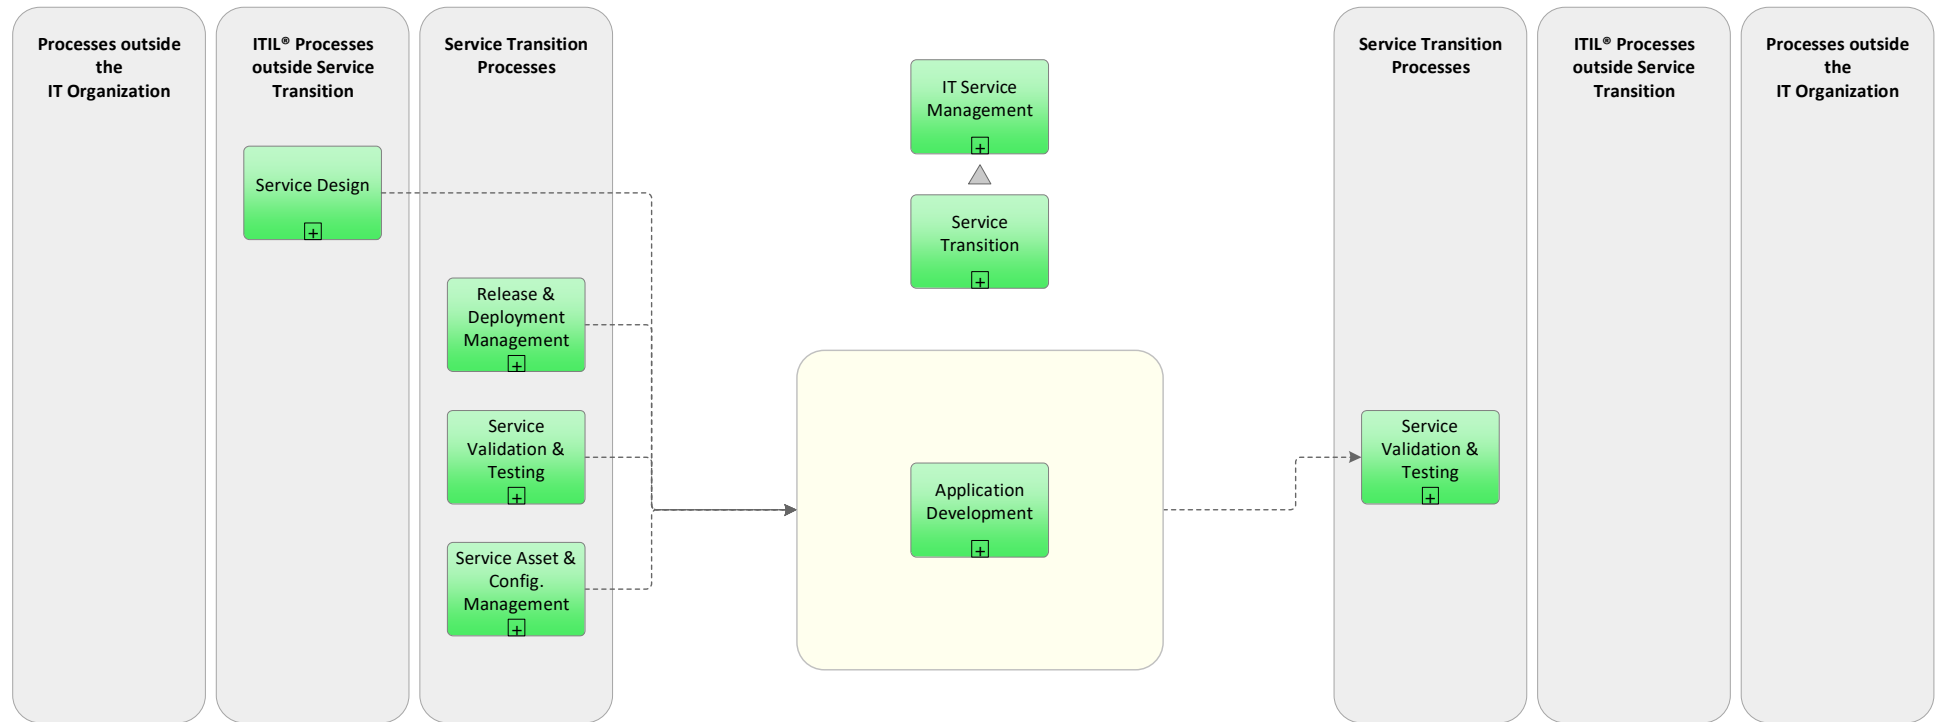 Processes outside
the
IT Organization
ITIL® Processes
outside Service
Transition
Service Transition
Processes
Service Design
Release &
Deployment
Management
Service
Validation &
Testing
Service Asset &
Config.
Management
IT Service
Management
Service
Transition
Application
Development
Service Transition
Processes
Service
Validation &
Testing
ITIL® Processes
outside Service
Transition
Processes outside
the
IT Organization